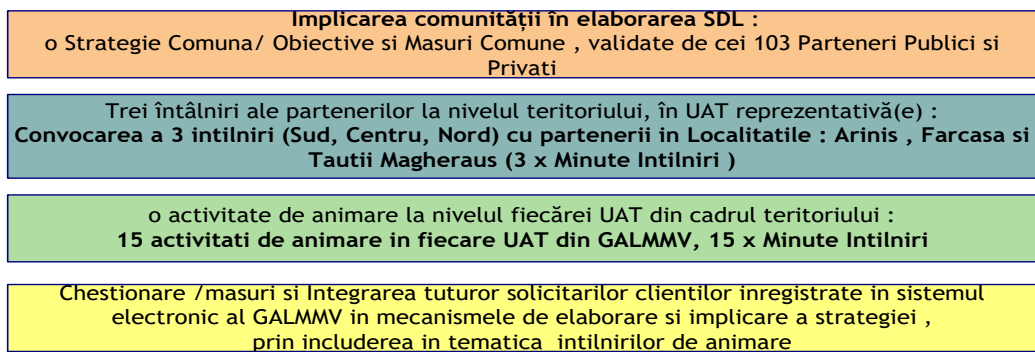 Implicarea comunității în elaborarea SDL :
o Strategie Comuna/ Obiective si Masuri Comune , validate de cei 103 Parteneri Publici si
Privati
Trei întâlniri ale partenerilor la nivelul teritoriului, în UAT reprezentativă(e) :
Convocarea a 3 intilniri (Sud, Centru, Nord) cu partenerii in Localitatile : Arinis , Farcasa si
Tautii Magheraus (3 x Minute Intilniri )
o activitate de animare la nivelul fiecărei UAT din cadrul teritoriului :
15 activitati de animare in fiecare UAT din GALMMV, 15 x Minute Intilniri
Chestionare /masuri si Integrarea tuturor solicitarilor clientilor inregistrate in sistemul
electronic al GALMMV in mecanismele de elaborare si implicare a strategiei ,
prin includerea in tematica intilnirilor de animare